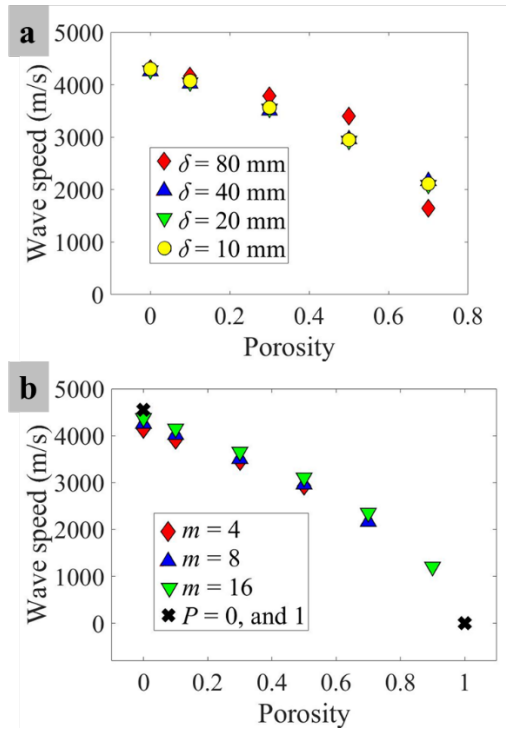 a
5000
4000
3000
2000
1000
0
Wave speed (m/s)
δ = 80 mm
δ = 40 mm
δ = 20 mm
δ = 10 mm
0 0.2 0.4 0.6 0.8
Porosity
b
5000
4000
3000
2000
1000
0
Wave speed (m/s)
m = 4
m = 8
m = 16
P = 0, and 1
0 0.2 0.4 0.6 0.8 1
Porosity